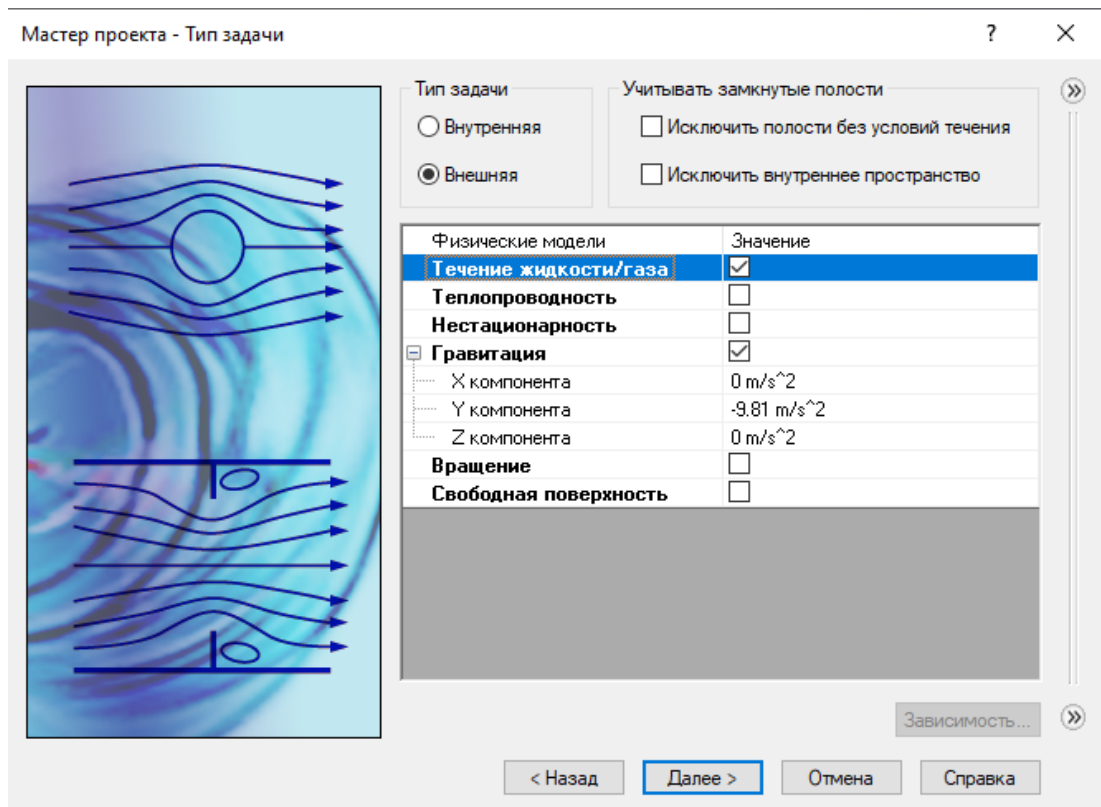 Мастер проекта - Тип задачи
?
Тип задачи
Учитывать замкнутые полости
Внутренняя
Исключить полости без условий течения
Внешняя
Исключить внутреннее пространство
Физические модели Значение
Течение жидкости/газа
Теплопроводность
Нестационарность
Гравитация
X компонента 0 m/s^2
Y компонента -9.81 m/s^2
Z компонента 0 m/s^2
Вращение
Свободная поверхность
Зависимость...
< Назад Далее > Отмена Справка